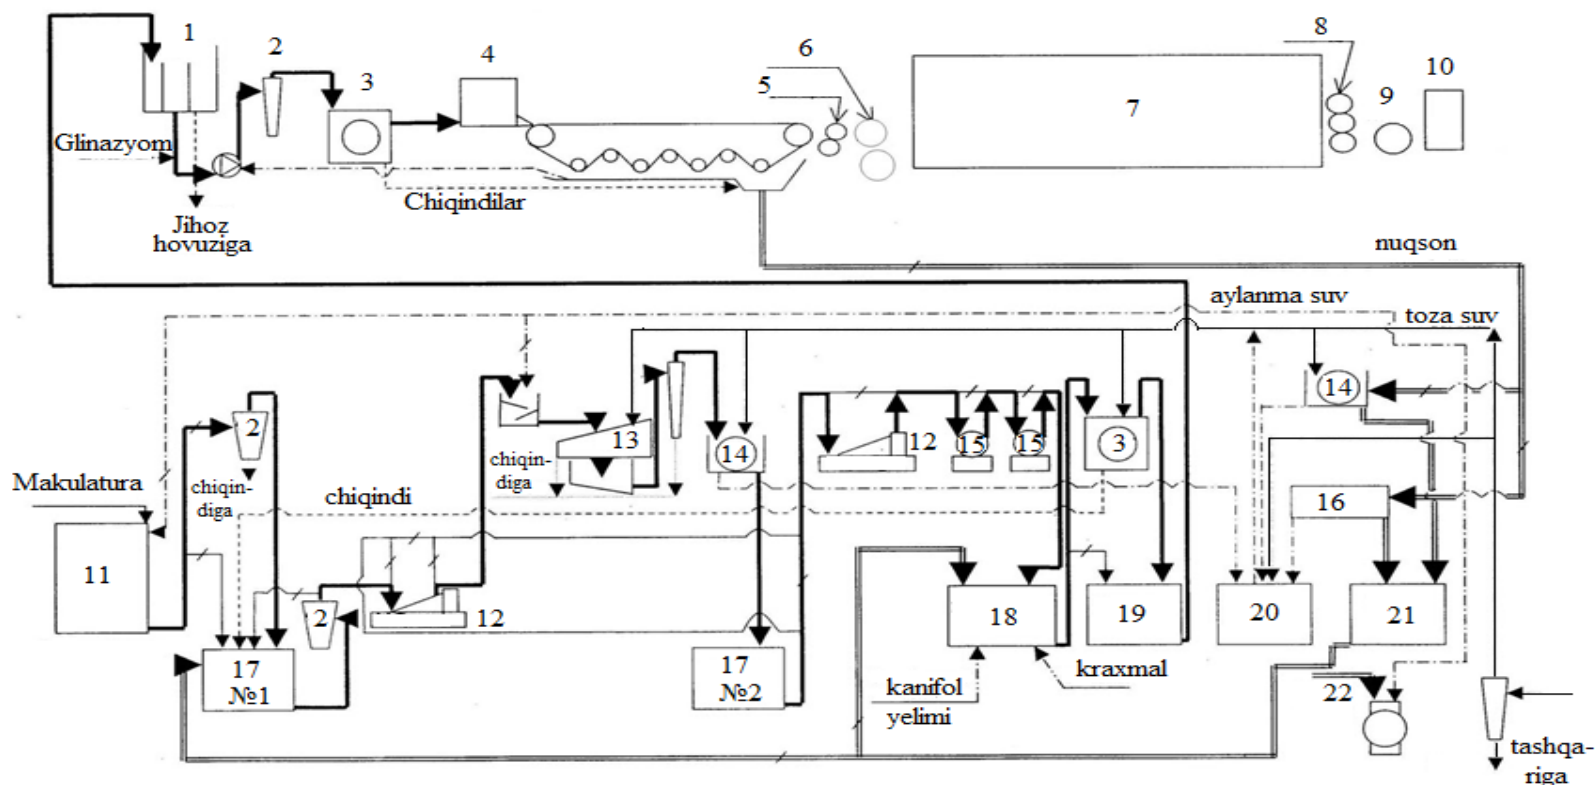 1
2
3
4
5
6
7
8
9
10
Glinazyom
Chiqindilar
Jihoz
hovuziga
nuqson
aylanma suv
toza suv
2
13
14
12
15
15
3
14
chiqin-
diga
chiqin-
diga
Makulatura
chiqindi
16
11
2
12
18
19
20
21
17
№1
17
№2
kanifol
yelimi
kraxmal
22
tashqa-
riga